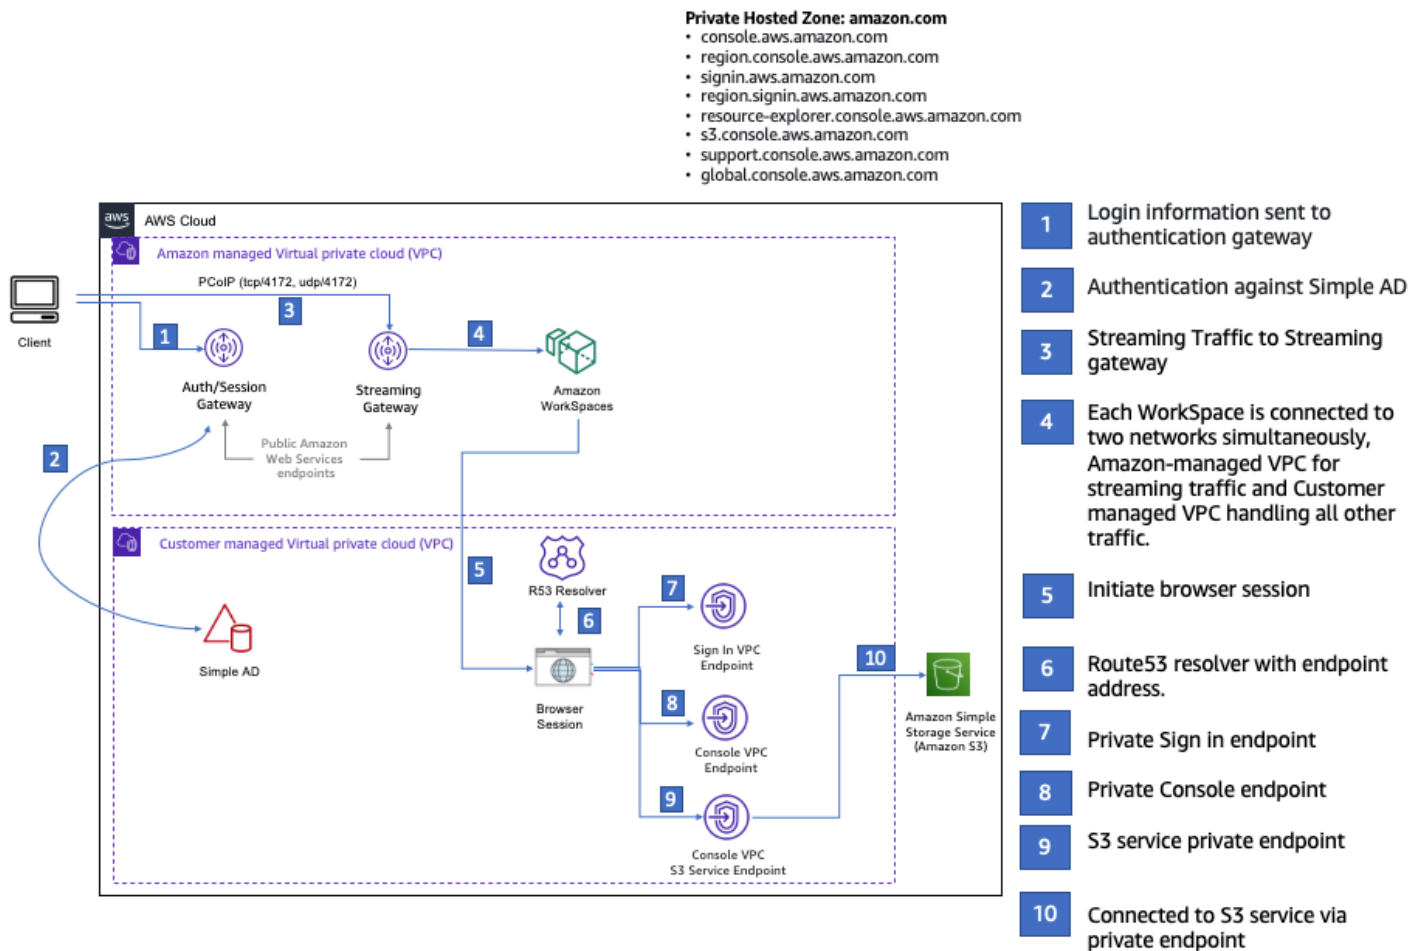 Private Hosted Zone: amazon.com
• console.aws.amazon.com
• region.console.aws.amazon.com
• signin.aws.amazon.com
• region.signin.aws.amazon.com
• resource-explorer.console.aws.amazon.com
• s3.console.aws.amazon.com
• support.console.aws.amazon.com
• global.console.aws.amazon.com
aws
AWS Cloud
Amazon managed Virtual private cloud (VPC)
PCoIP (tcp/4172, udp/4172)
3
Client
1
4
Auth/Session
Gateway
Streaming
Gateway
Amazon
WorkSpaces
Public Amazon
Web Services
endpoints
2
Customer managed Virtual private cloud (VPC)
5
R53 Resolver
6
7
Sign In VPC
Endpoint
Simple AD
Browser
Session
8
Console VPC
Endpoint
9
Console VPC
S3 Service Endpoint
10
Amazon Simple
Storage Service
(Amazon S3)
1
Login information sent to
authentication gateway
2
Authentication against Simple AD
3
Streaming Traffic to Streaming
gateway
4
Each WorkSpace is connected to
two networks simultaneously,
Amazon-managed VPC for
streaming traffic and Customer
managed VPC handling all other
traffic.
5
Initiate browser session
6
Route53 resolver with endpoint
address.
7
Private Sign in endpoint
8
Private Console endpoint
9
S3 service private endpoint
10
Connected to S3 service via
private endpoint